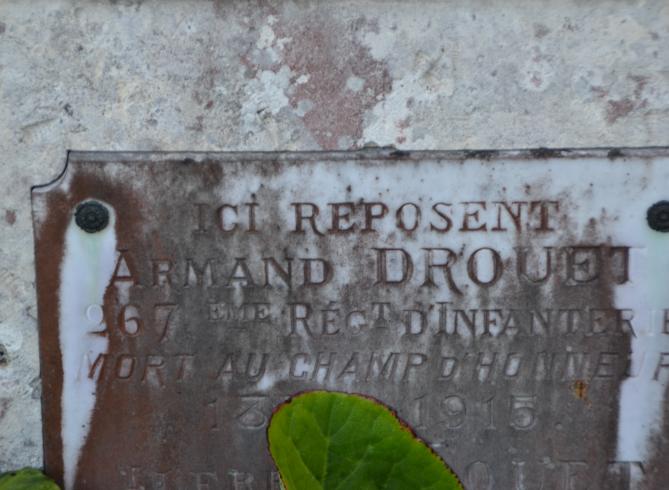 ICI REPOSENT
ARMAND DROUET
267 EME RÉGT D'INFANTERIE
MORT AU CHAMP D'HONNEUR
1915.